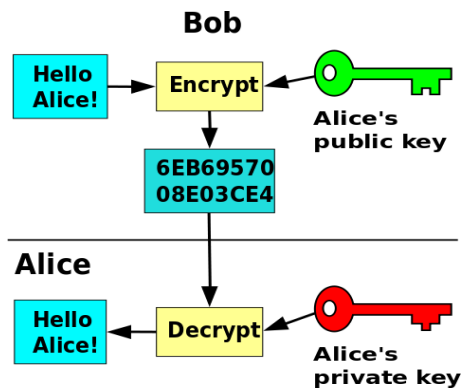 Bob
Hello
Alice!
Encrypt
Alice's
public key
6EB69570
08E03CE4
Alice
Hello
Alice!
Decrypt
Alice's
private key